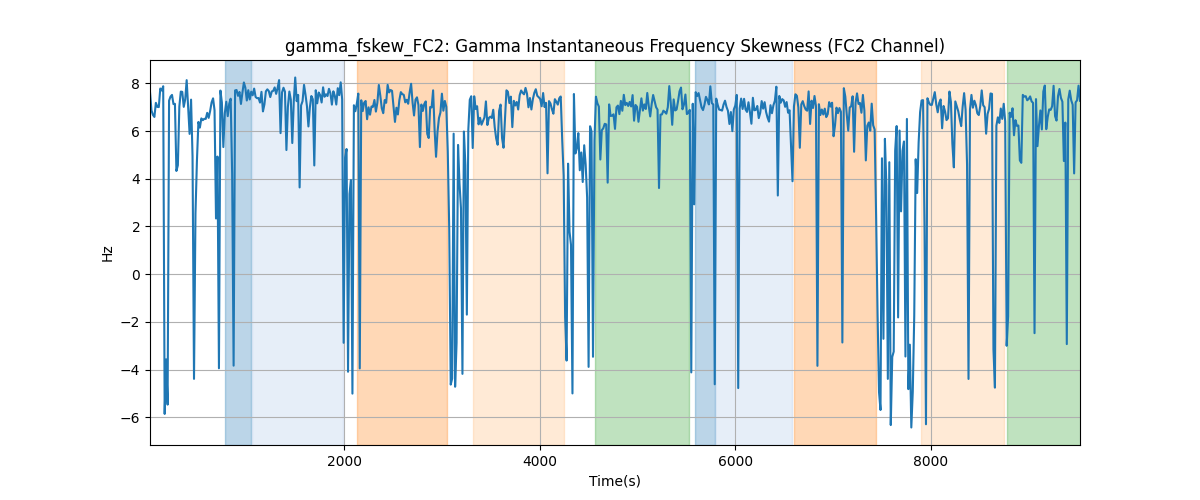 gamma_fskew_FC2: Gamma Instantaneous Frequency Skewness (FC2 Channel)
8
6
4
2
0
−2
−4
−6
Hz
2000 4000 6000 8000
Time(s)